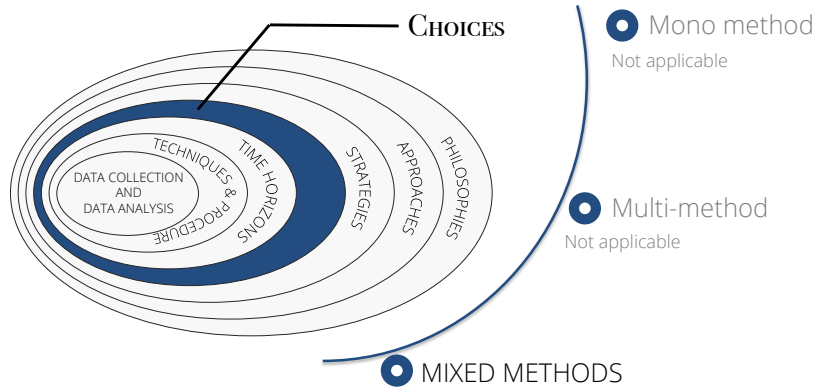 CHOICES
Mono method
Not applicable
PHILOSOPHIES
APPROACHES
STRATEGIES
TIME HORIZONS
TECHNIQUES & PROCEDURE
DATA COLLECTION
AND
DATA ANALYSIS
Multi-method
Not applicable
MIXED METHODS